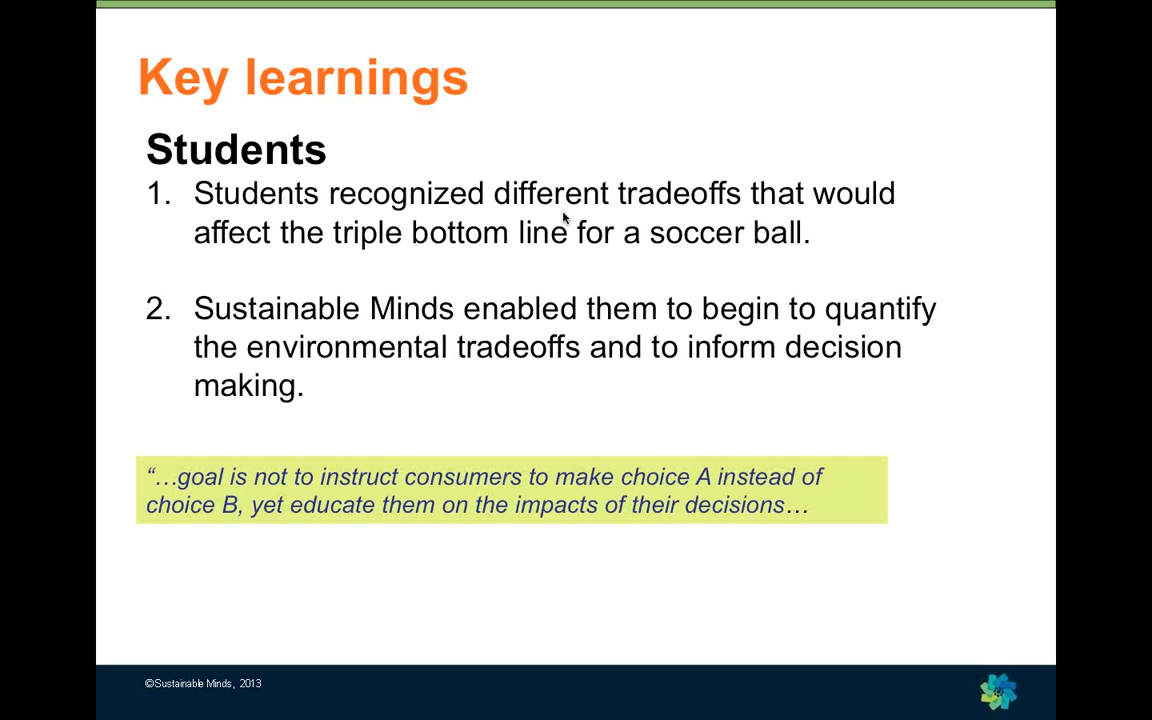 Key learnings
Students
1. Students recognized different tradeoffs that would
affect the triple bottom line for a soccer ball.
2. Sustainable Minds enabled them to begin to quantify
the environmental tradeoffs and to inform decision
making.
“…goal is not to instruct consumers to make choice A instead of
choice B, yet educate them on the impacts of their decisions…
©Sustainable Minds, 2013